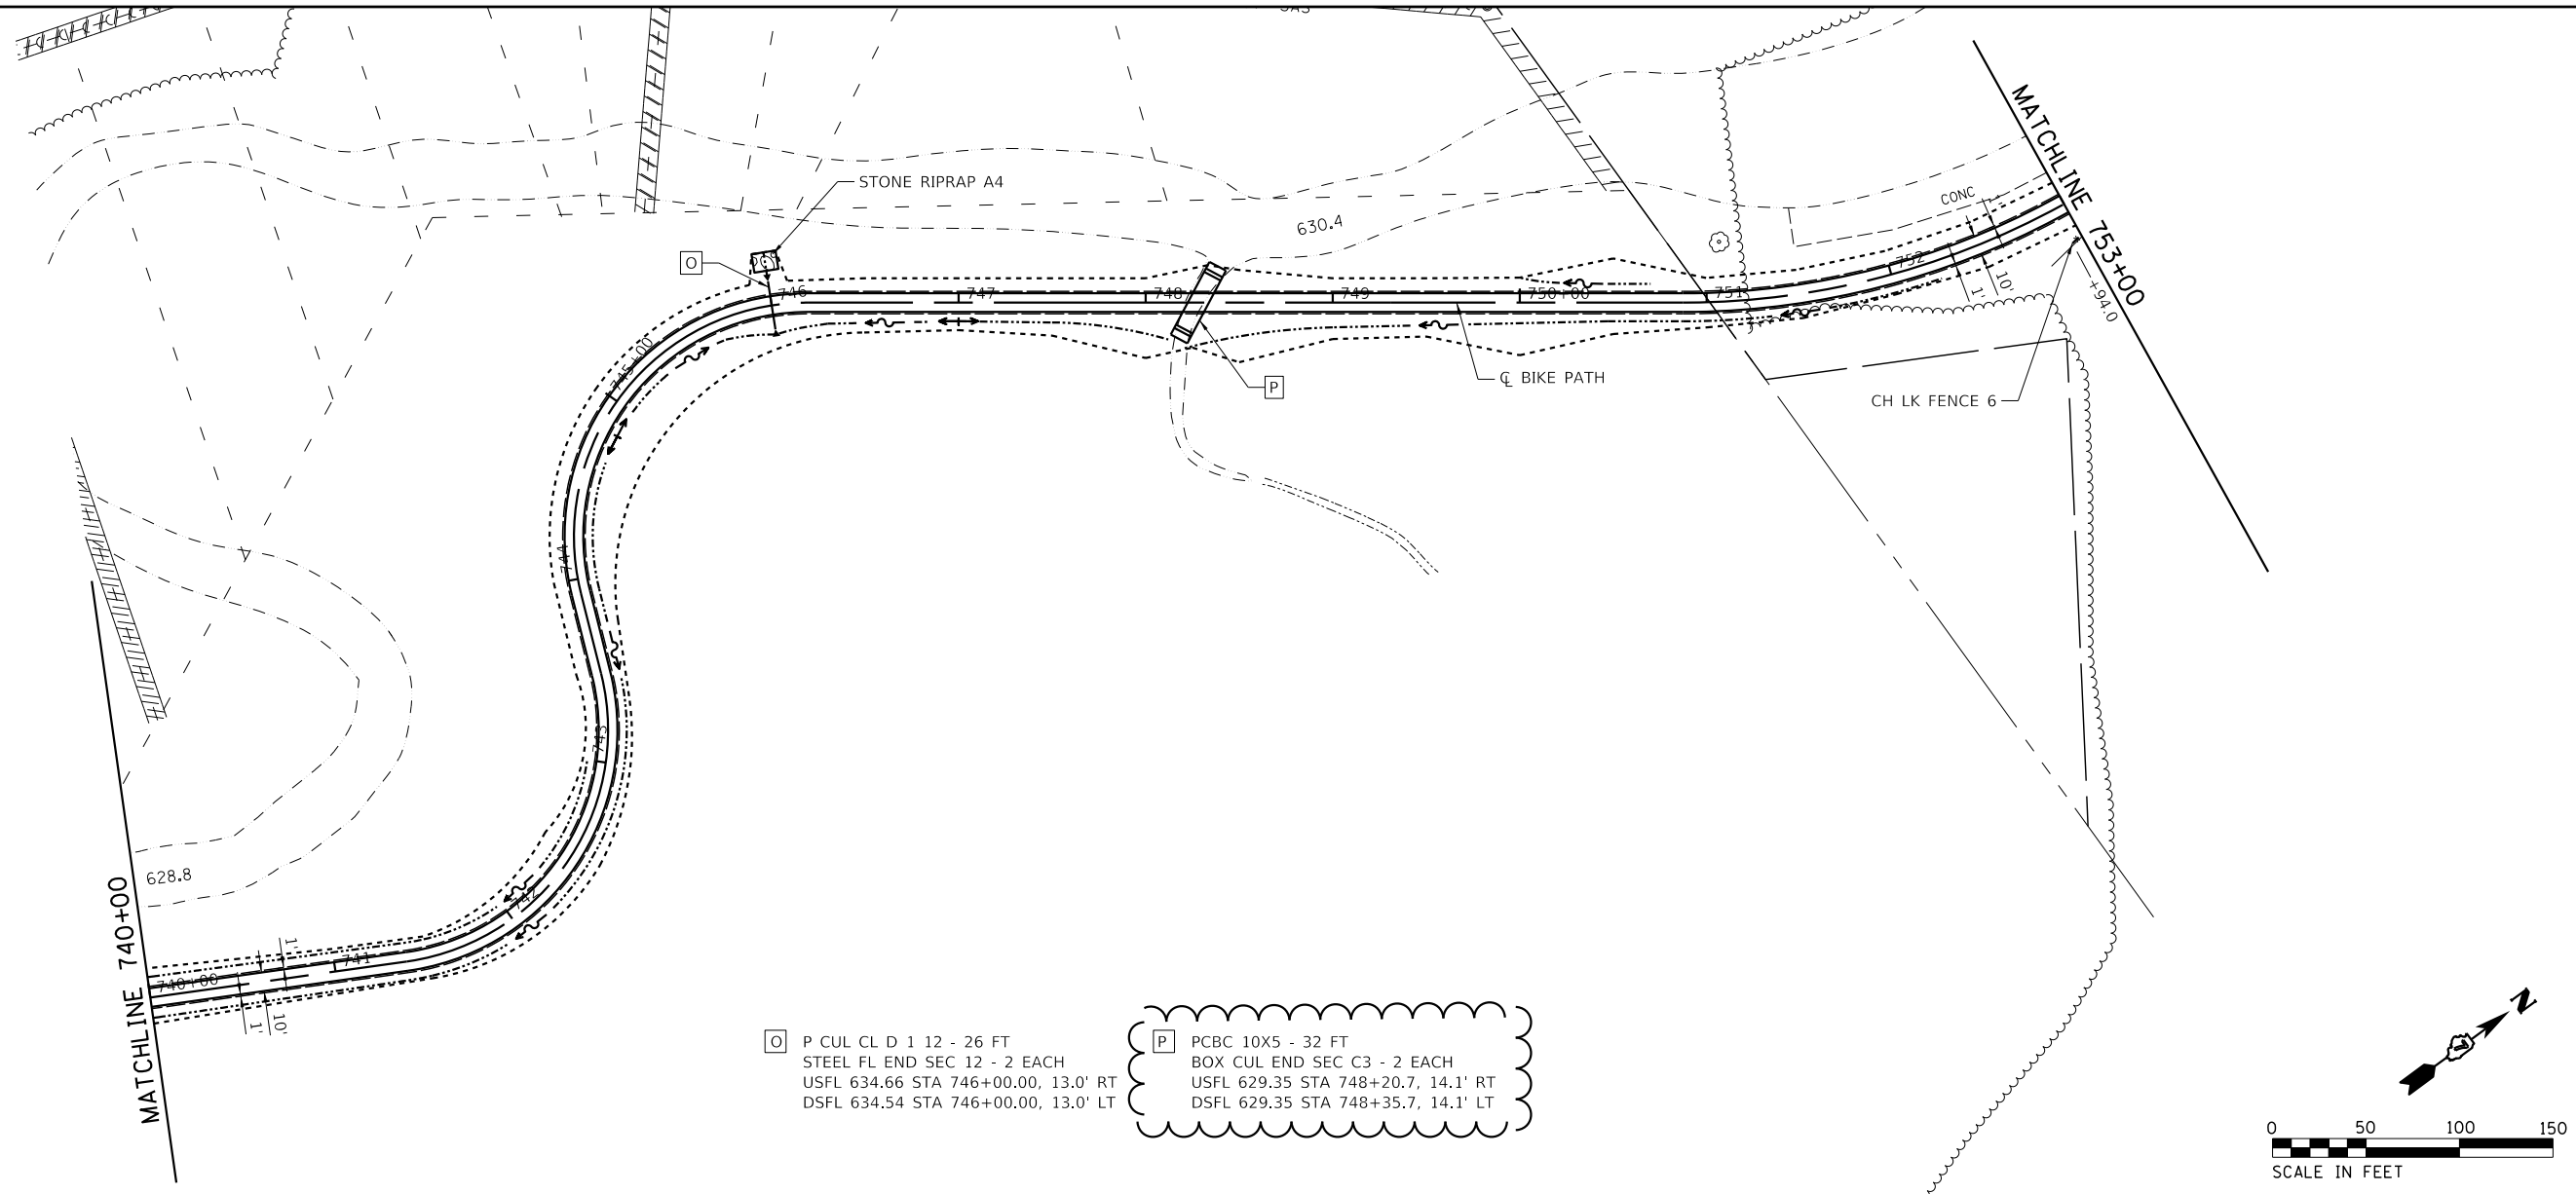 STONE RIPRAP A4
O
630.4
CONC
MATCHLINE 753+00
746
747
748
749
750+00
751
752
10'
1'
+94.0
745+00
P
℄ BIKE PATH
CH LK FENCE 6
744
743
742
628.8
MATCHLINE 740+00
740+00
741
1'
1'
10'
O P CUL CL D 1 12 - 26 FT
STEEL FL END SEC 12 - 2 EACH
USFL 634.66 STA 746+00.00, 13.0' RT
DSFL 634.54 STA 746+00.00, 13.0' LT
P PCBC 10X5 - 32 FT
BOX CUL END SEC C3 - 2 EACH
USFL 629.35 STA 748+20.7, 14.1' RT
DSFL 629.35 STA 748+35.7, 14.1' LT
N
0 50 100 150
SCALE IN FEET